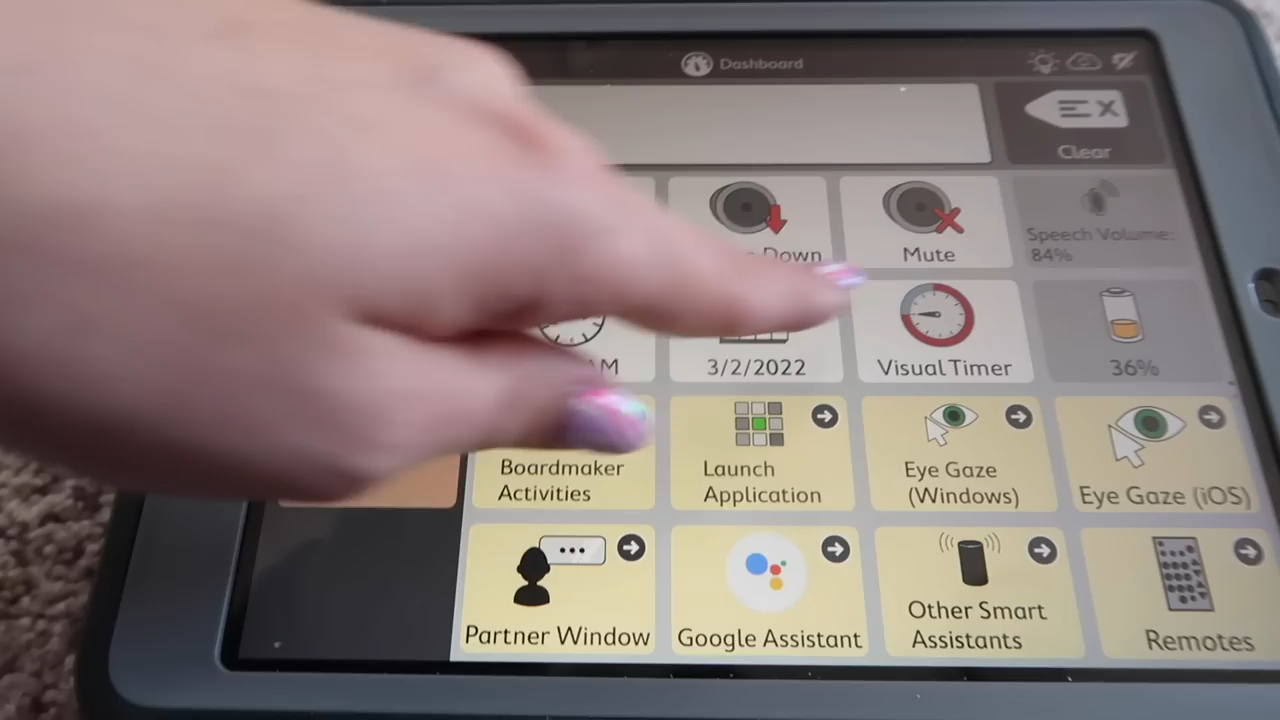 Dashboard
Clear
Down
Mute
Speech Volume:
84%
3/2/2022
Visual Timer
36%
Boardmaker
Activities
Launch
Application
Eye Gaze
(Windows)
Eye Gaze (iOS)
Partner Window
Google Assistant
Other Smart
Assistants
Remotes